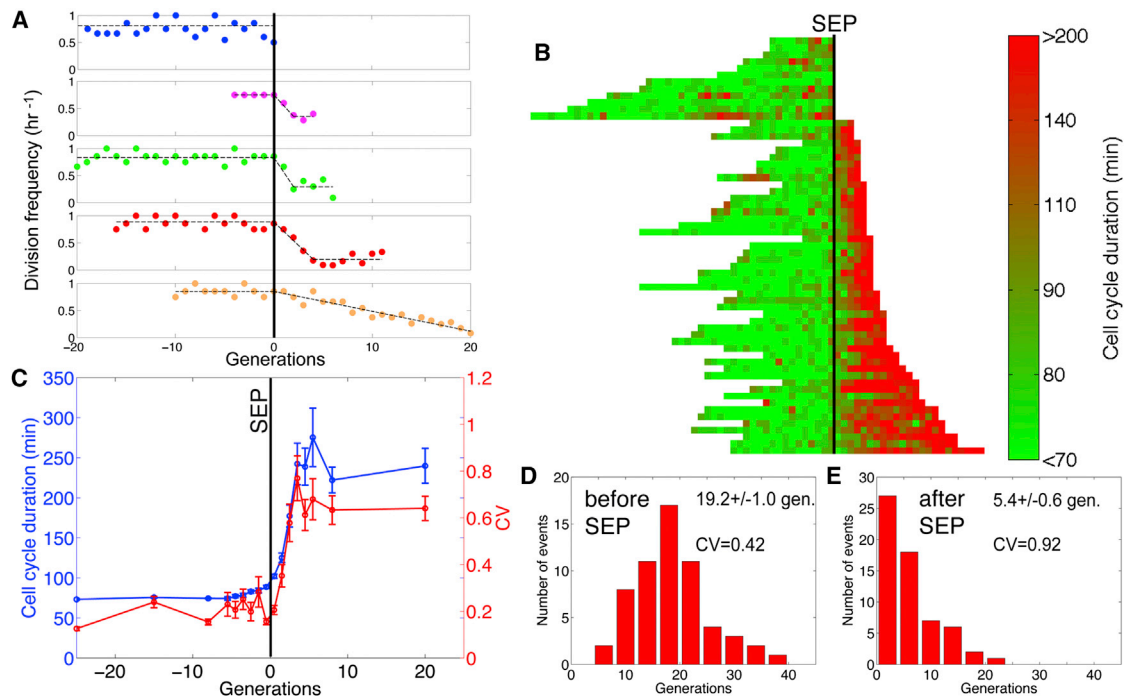 A
1
0.5
0
1
0.5
0
1
0.5
0
1
0.5
0
1
0.5
0
Division frequency (hr -1)
-20
-10
0
10
20
Generations
B
SEP
>200
110
90
80
<70
Cell cycle duration (min)
C
350
300
250
200
150
100
50
0
Cell cycle duration (min)
SEP
1.2
1
0.8
0.6
0.4
0.2
0
CV
-20
-10
0
10
20
Generations
D
before
SEP
19.2+/-1.0 gen.
CV=0.42
20
15
10
5
0
Number of events
0
10
20
30
40
Generations
E
after
SEP
5.4+/-0.6 gen.
CV=0.92
30
25
20
15
10
5
0
Number of events
0
10
20
30
40
Generations